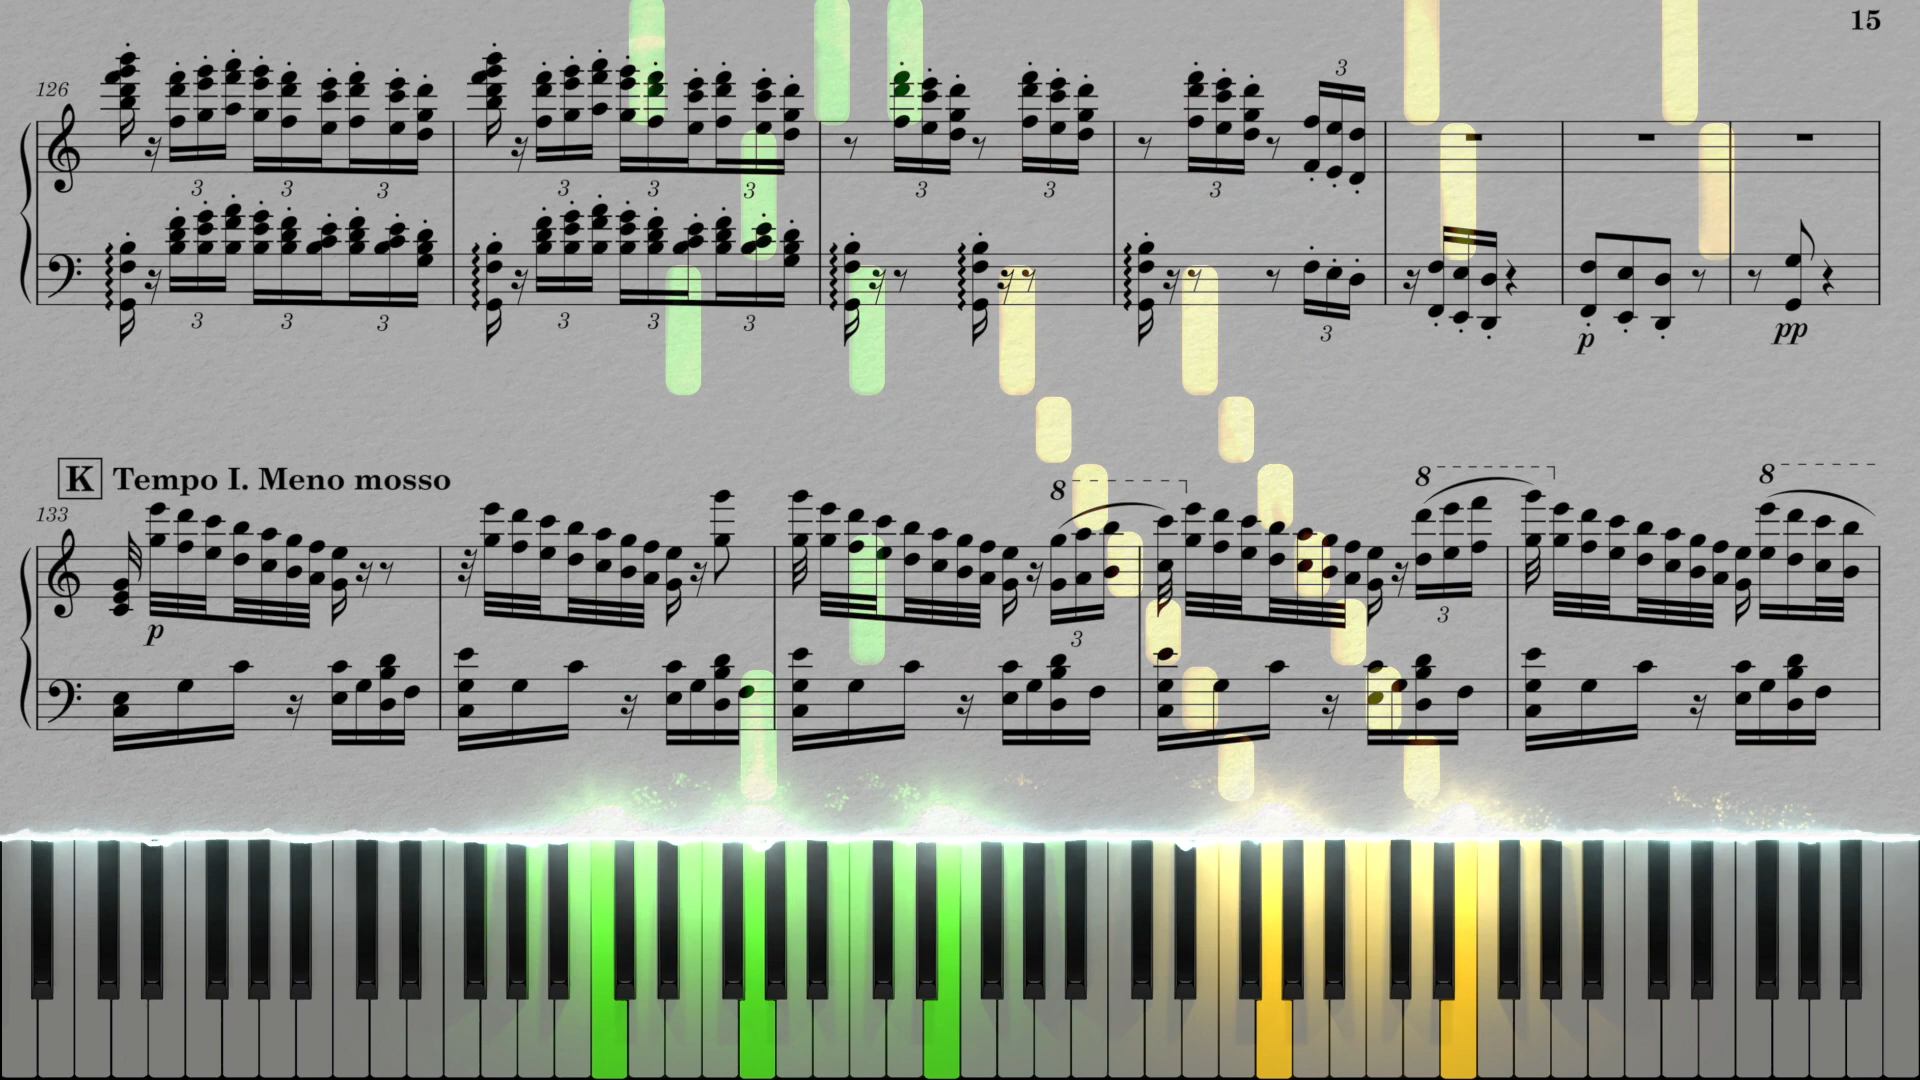 15
3
126
3 3 3 3 3 3 3 3 3
3 3 3 3 3 3 3
p pp
K Tempo I. Meno mosso
8 8 8
133
p 3 3